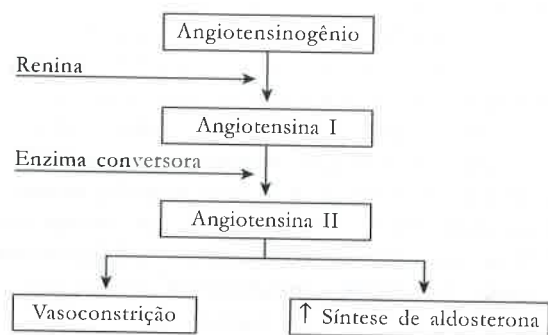 Angiotensinogênio
Renina
Angiotensina I
Enzima conversora
Angiotensina II
Vasoconstrição
↑ Síntese de aldosterona